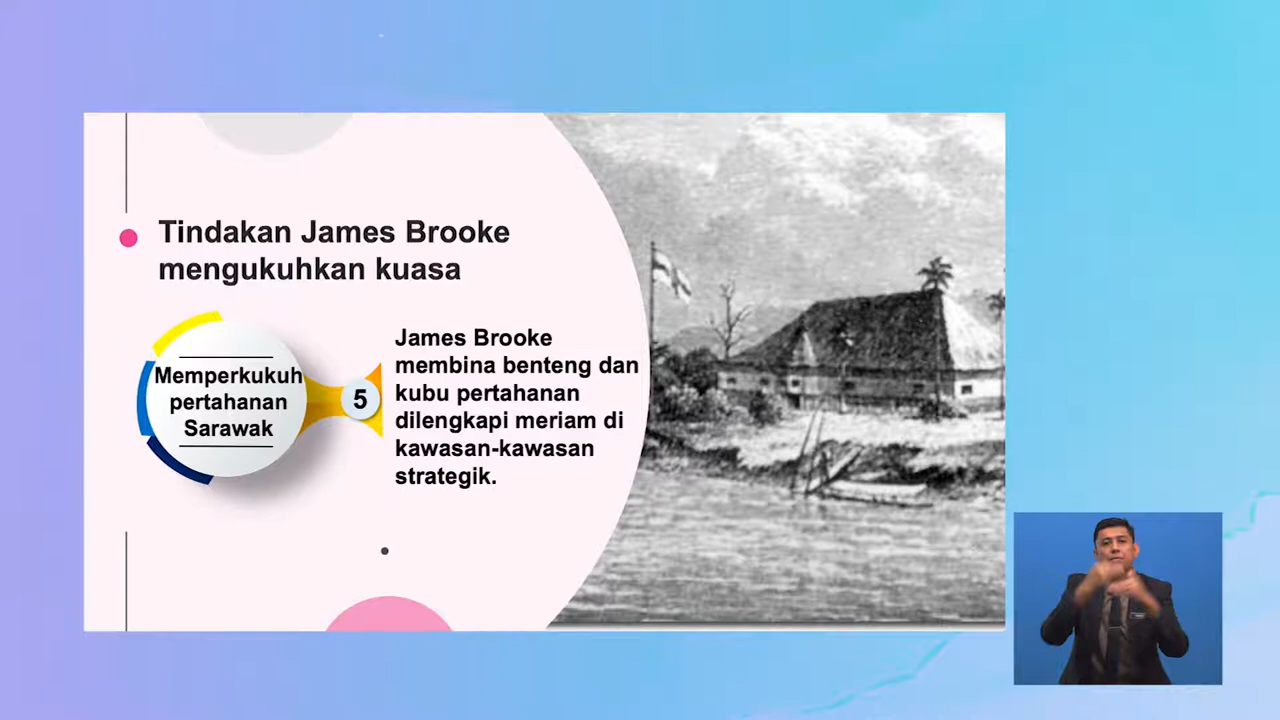 Tindakan James Brooke
mengukuhkan kuasa
Memperkukuh
pertahanan
Sarawak
5
James Brooke
membina benteng dan
kubu pertahanan
dilengkapi meriam di
kawasan-kawasan
strategik.